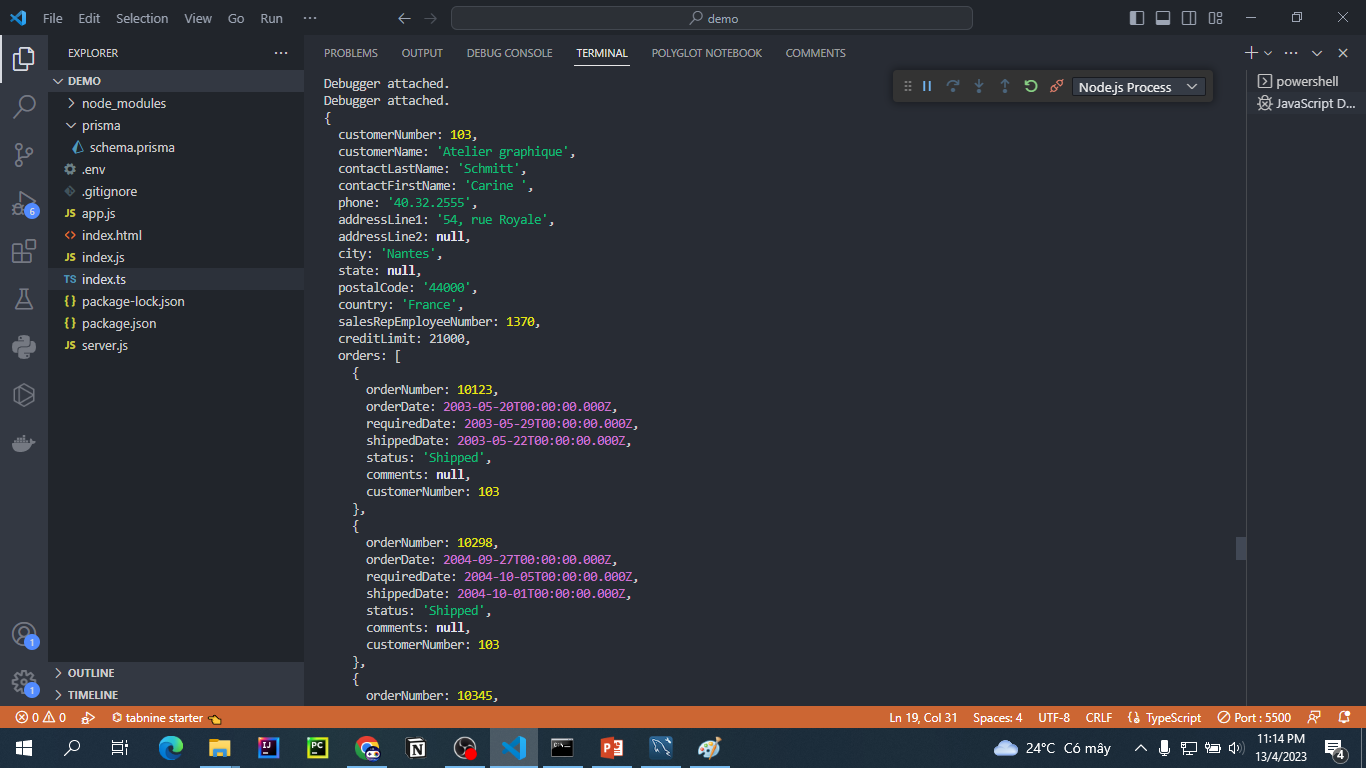 File Edit Selection View Go Run ··· demo
EXPLORER ···
DEMO
node_modules
prisma
schema.prisma
.env
.gitignore
JS app.js
<> index.html
JS index.js
TS index.ts
{} package-lock.json
{} package.json
JS server.js
OUTLINE
TIMELINE
6
1
1
PROBLEMS OUTPUT DEBUG CONSOLE TERMINAL POLYGLOT NOTEBOOK COMMENTS
Node.js Process
powershell
JavaScript D...
Debugger attached.
Debugger attached.
{
customerNumber: 103,
customerName: 'Atelier graphique',
contactLastName: 'Schmitt',
contactFirstName: 'Carine ',
phone: '40.32.2555',
addressLine1: '54, rue Royale',
addressLine2: null,
city: 'Nantes',
state: null,
postalCode: '44000',
country: 'France',
salesRepEmployeeNumber: 1370,
creditLimit: 21000,
orders: [
{
orderNumber: 10123,
orderDate: 2003-05-20T00:00:00.000Z,
requiredDate: 2003-05-29T00:00:00.000Z,
shippedDate: 2003-05-22T00:00:00.000Z,
status: 'Shipped',
comments: null,
customerNumber: 103
},
{
orderNumber: 10298,
orderDate: 2004-09-27T00:00:00.000Z,
requiredDate: 2004-10-05T00:00:00.000Z,
shippedDate: 2004-10-01T00:00:00.000Z,
status: 'Shipped',
comments: null,
customerNumber: 103
},
{
orderNumber: 10345,
0 0 tabnine starter Ln 19, Col 31 Spaces: 4 UTF-8 CRLF {} TypeScript Port : 5500
IJ PC N 24°C Có mây 11:14 PM
13/4/2023 4